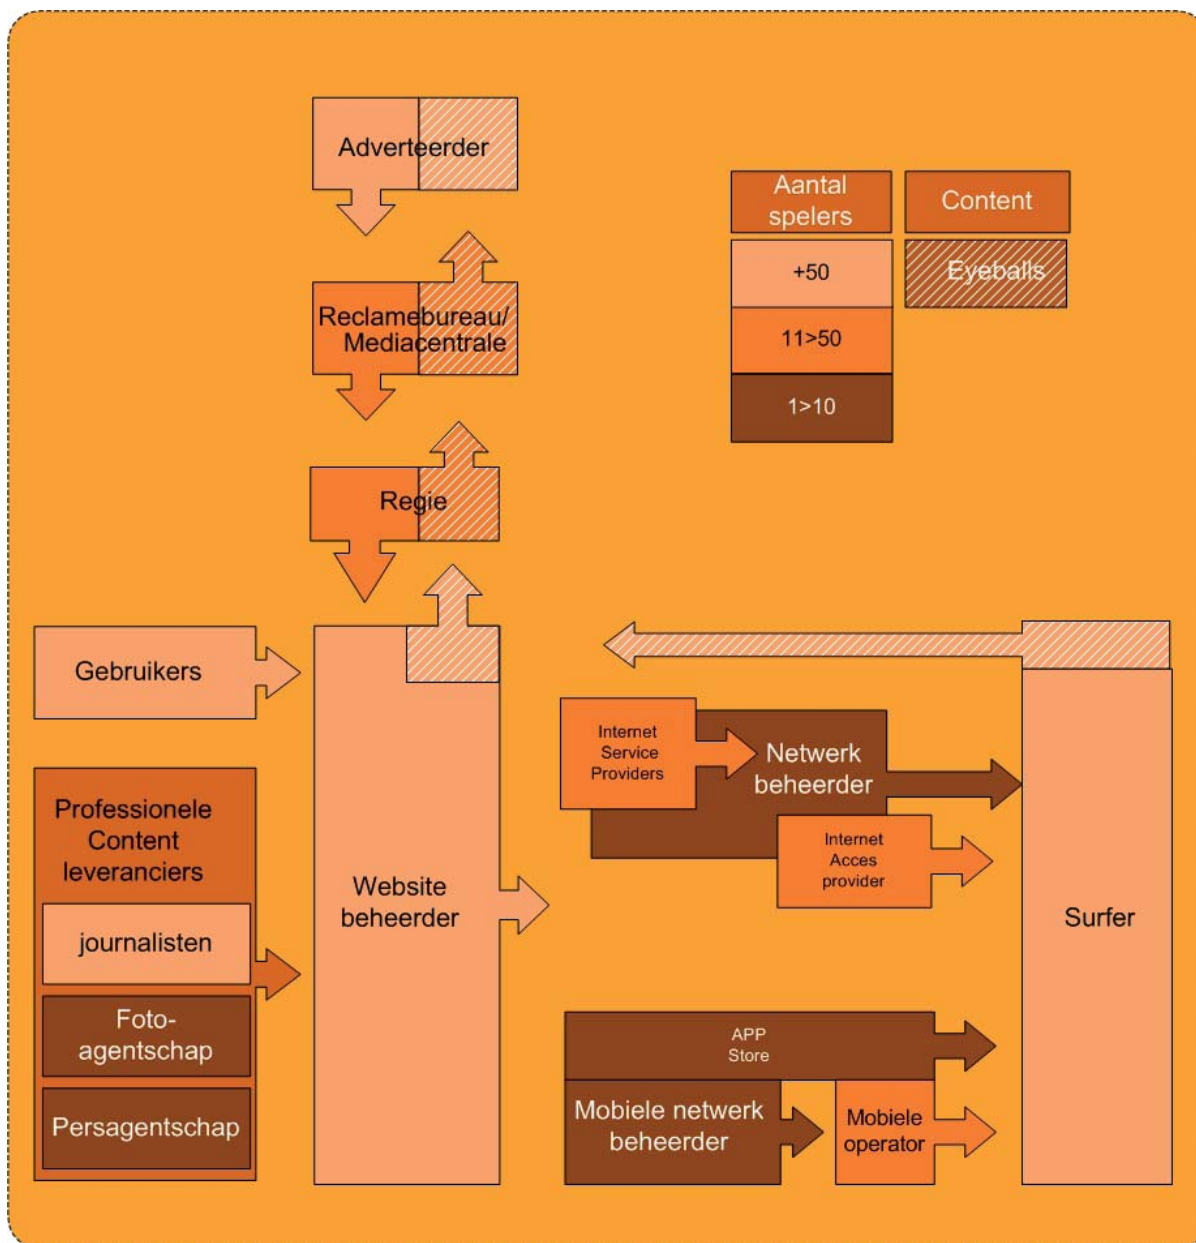 Adverteerder
Aantal
spelers
Content
+50
Eyeballs
11>50
1>10
Reclamebureau/
Mediacentrale
Regie
Gebruikers
Professionele
Content
leveranciers
journalisten
Foto-
agentschap
Persagentschap
Website
beheerder
Internet
Service
Providers
Netwerk
beheerder
Internet
Acces
provider
APP
Store
Mobiele netwerk
beheerder
Mobiele
operator
Surfer